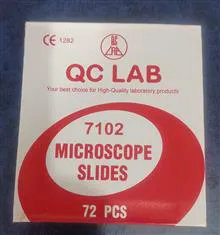 CE 1282
QC LAB
Your best choice for High-Quality laboratory products
7102
MICROSCOPE
SLIDES
72 PCS